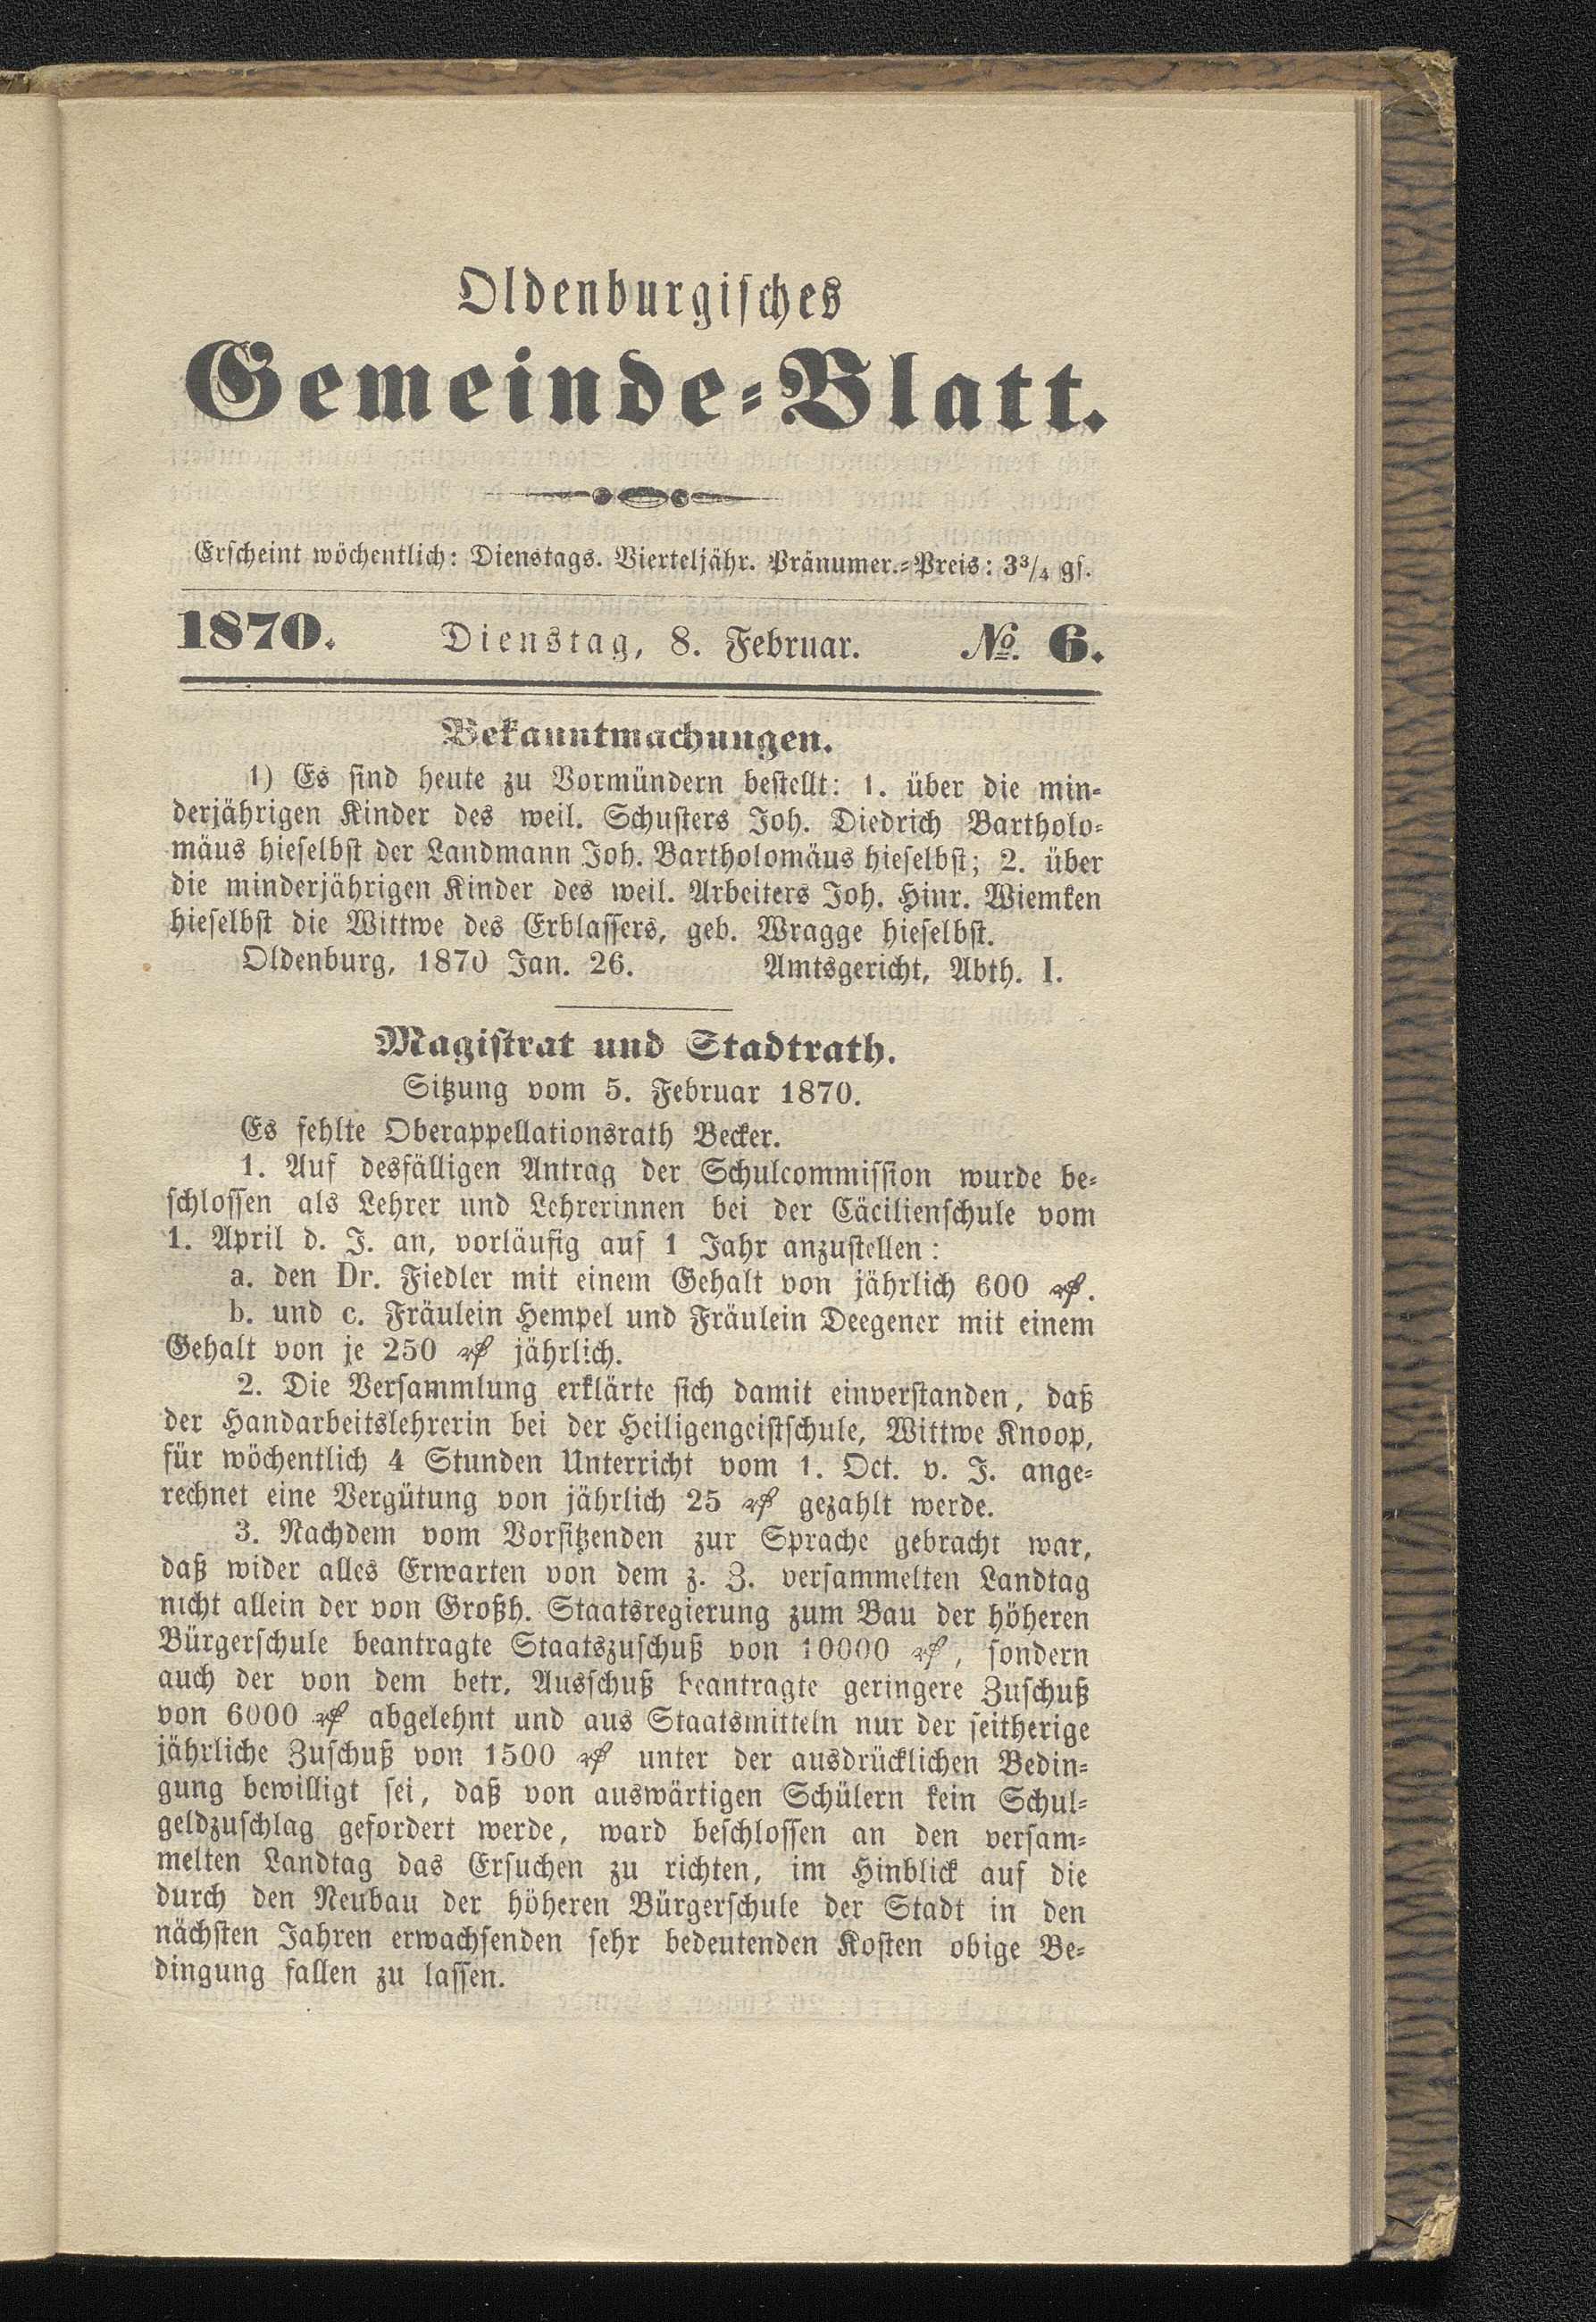 Oldenburgisches
Gemeinde-Blatt.
Erscheint wöchentlich: Dienstags. Vierteljähr. Pränumer.-Preis: 3³/₄ gs.
1870. Dienstag, 8. Februar. № 6.
Bekanntmachungen.
1) Es sind heute zu Vormündern bestellt: 1. über die min-
derjährigen Kinder des weil. Schusters Joh. Diedrich Bartholo-
mäus hieselbst der Landmann Joh. Bartholomäus hieselbst; 2. über
die minderjährigen Kinder des weil. Arbeiters Joh. Hinr. Wiemken
hieselbst die Wittwe des Erblassers, geb. Wragge hieselbst.
Oldenburg, 1870 Jan. 26. Amtsgericht, Abth. I.
Magistrat und Stadtrath.
Sitzung vom 5. Februar 1870.
Es fehlte Oberappellationsrath Becker.
1. Auf desfälligen Antrag der Schulcommission wurde be-
schlossen als Lehrer und Lehrerinnen bei der Cäcilienschule vom
1. April d. J. an, vorläufig auf 1 Jahr anzustellen:
a. den Dr. Fiedler mit einem Gehalt von jährlich 600 ₰.
b. und c. Fräulein Hempel und Fräulein Deegener mit einem
Gehalt von je 250 ₰ jährlich.
2. Die Versammlung erklärte sich damit einverstanden, daß
der Handarbeitslehrerin bei der Heiligengeistschule, Wittwe Knoop,
für wöchentlich 4 Stunden Unterricht vom 1. Oct. v. J. ange-
rechnet eine Vergütung von jährlich 25 ₰ gezahlt werde.
3. Nachdem vom Vorsitzenden zur Sprache gebracht war,
daß wider alles Erwarten von dem z. Z. versammelten Landtag
nicht allein der von Großh. Staatsregierung zum Bau der höheren
Bürgerschule beantragte Staatszuschuß von 10000 ₰, sondern
auch der von dem betr. Ausschuß beantragte geringere Zuschuß
von 6000 ₰ abgelehnt und aus Staatsmitteln nur der seitherige
jährliche Zuschuß von 1500 ₰ unter der ausdrücklichen Bedin-
gung bewilligt sei, daß von auswärtigen Schülern kein Schul-
geldzuschlag gefordert werde, ward beschlossen an den versam-
melten Landtag das Ersuchen zu richten, im Hinblick auf die
durch den Neubau der höheren Bürgerschule der Stadt in den
nächsten Jahren erwachsenden sehr bedeutenden Kosten obige Be-
dingung fallen zu lassen.